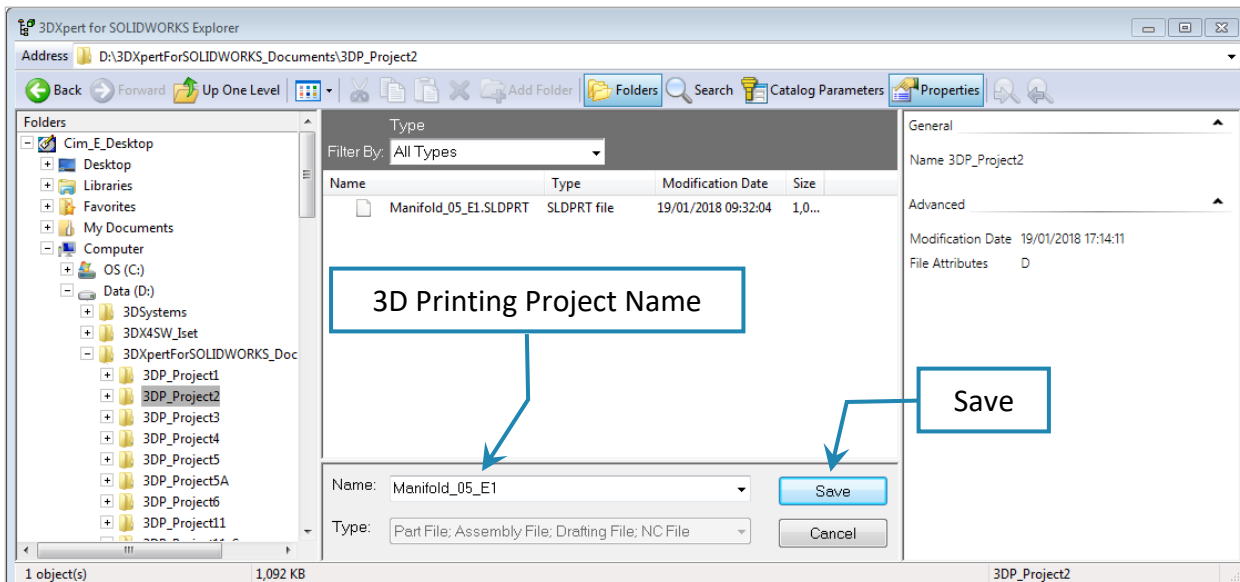 3DXpert for SOLIDWORKS Explorer
Address D:\3DXpertForSOLIDWORKS_Documents\3DP_Project2
Back Forward Up One Level Add Folder Folders Search Catalog Parameters Properties
Folders
Cim_E_Desktop
Desktop
Libraries
Favorites
My Documents
Computer
OS (C:)
Data (D:)
3DSystems
3DX4SW_Iset
3DXpertForSOLIDWORKS_Doc
3DP_Project1
3DP_Project2
3DP_Project3
3DP_Project4
3DP_Project5
3DP_Project5A
3DP_Project6
3DP_Project11
Type
Filter By: All Types
Name Type Modification Date Size
Manifold_05_E1.SLDPRT SLDPRT file 19/01/2018 09:32:04 1,0...
3D Printing Project Name
Save
Name: Manifold_05_E1
Save
Type: Part File; Assembly File; Drafting File; NC File
Cancel
General
Name 3DP_Project2
Advanced
Modification Date 19/01/2018 17:14:11
File Attributes D
1 object(s) 1,092 KB 3DP_Project2